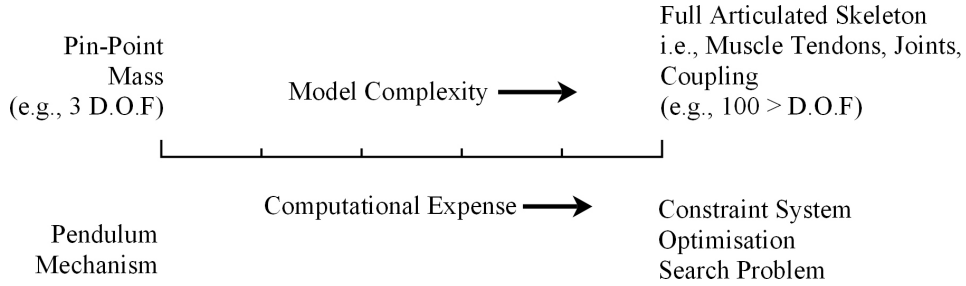 Pin-Point
Mass
(e.g., 3 D.O.F)
Model Complexity
Full Articulated Skeleton
i.e., Muscle Tendons, Joints,
Coupling
(e.g., 100 > D.O.F)
Computational Expense
Pendulum
Mechanism
Constraint System
Optimisation
Search Problem